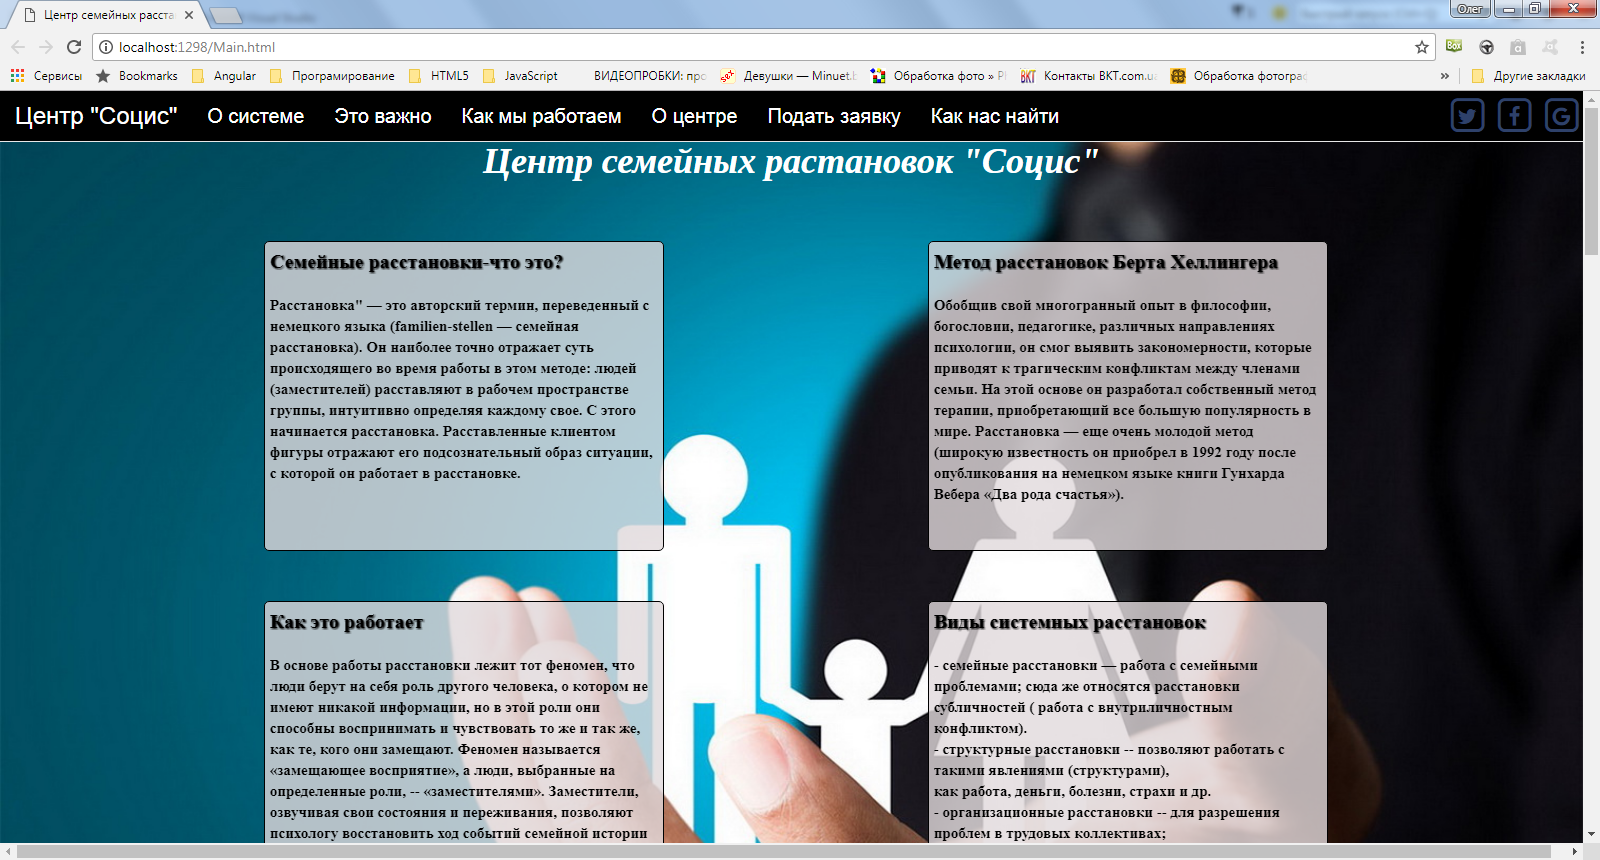 Центр семейных расста
Олег
localhost:1298/Main.html
Сервисы Bookmarks Angular Програмирование HTML5 JavaScript ВИДЕОПРОБКИ: про Девушки — Minuet.b Обработка фото » Р Контакты BKT.com.u Обработка фотограф » Другие закладки
Центр "Социс" О системе Это важно Как мы работаем О центре Подать заявку Как нас найти
Центр семейных растановок "Социс"
Семейные расстановки-что это?
Расстановка" — это авторский термин, переведенный с
немецкого языка (familien-stellen — семейная
расстановка). Он наиболее точно отражает суть
происходящего во время работы в этом методе: людей
(заместителей) расставляют в рабочем пространстве
группы, интуитивно определяя каждому свое. С этого
начинается расстановка. Расставленные клиентом
фигуры отражают его подсознательный образ ситуации,
с которой он работает в расстановке.
Метод расстановок Берта Хеллингера
Обобщив свой многогранный опыт в философии,
богословии, педагогике, различных направлениях
психологии, он смог выявить закономерности, которые
приводят к трагическим конфликтам между членами
семьи. На этой основе он разработал собственный метод
терапии, приобретающий все большую популярность в
мире. Расстановка — еще очень молодой метод
(широкую известность он приобрел в 1992 году после
опубликования на немецком языке книги Гунхарда
Вебера «Два рода счастья»).
Как это работает
В основе работы расстановки лежит тот феномен, что
люди берут на себя роль другого человека, о котором не
имеют никакой информации, но в этой роли они
способны воспринимать и чувствовать то же и так же,
как те, кого они замещают. Феномен называется
«замещающее восприятие», а люди, выбранные на
определенные роли, -- «заместителями». Заместители,
озвучивая свои состояния и переживания, позволяют
психологу восстановить ход событий семейной истории
Виды системных расстановок
- семейные расстановки — работа с семейными
проблемами; сюда же относятся расстановки
субличностей ( работа с внутриличностным
конфликтом).
- структурные расстановки -- позволяют работать с
такими явлениями (структурами),
как работа, деньги, болезни, страхи и др.
- организационные расстановки -- для разрешения
проблем в трудовых коллективах;